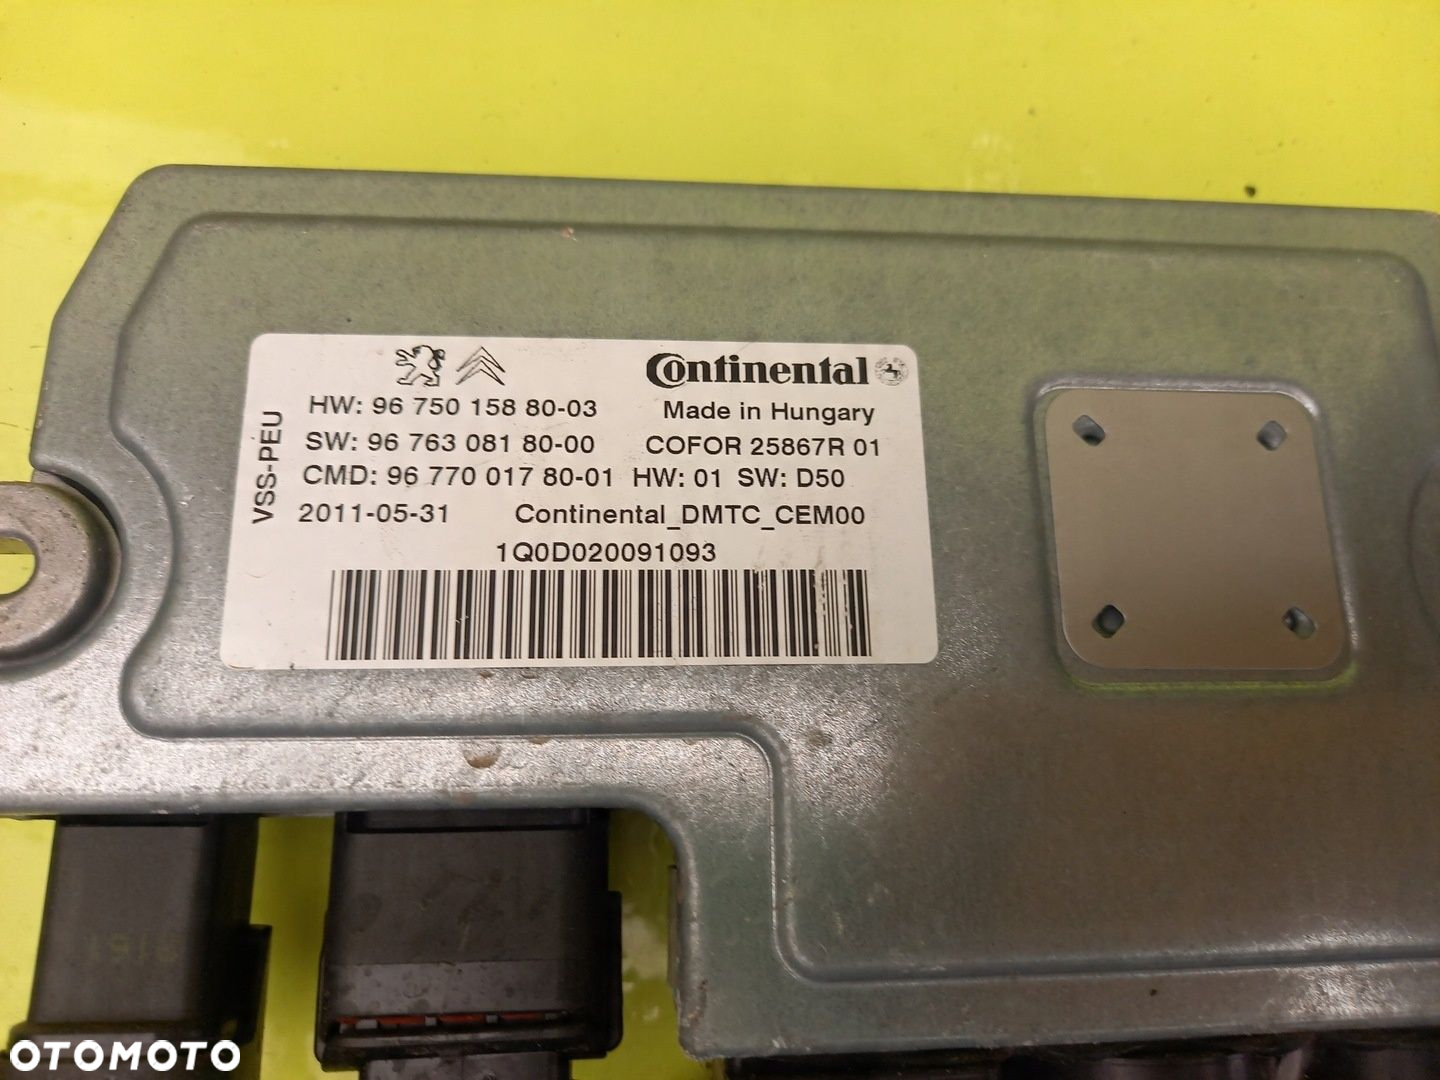 Continental
HW: 96 750 158 80-03 Made in Hungary
SW: 96 763 081 80-00 COFOR 25867R 01
CMD: 96 770 017 80-01 HW: 01 SW: D50
2011-05-31 Continental_DMTC_CEM00
1Q0D020091093
VSS-PEU
OTOMOTO